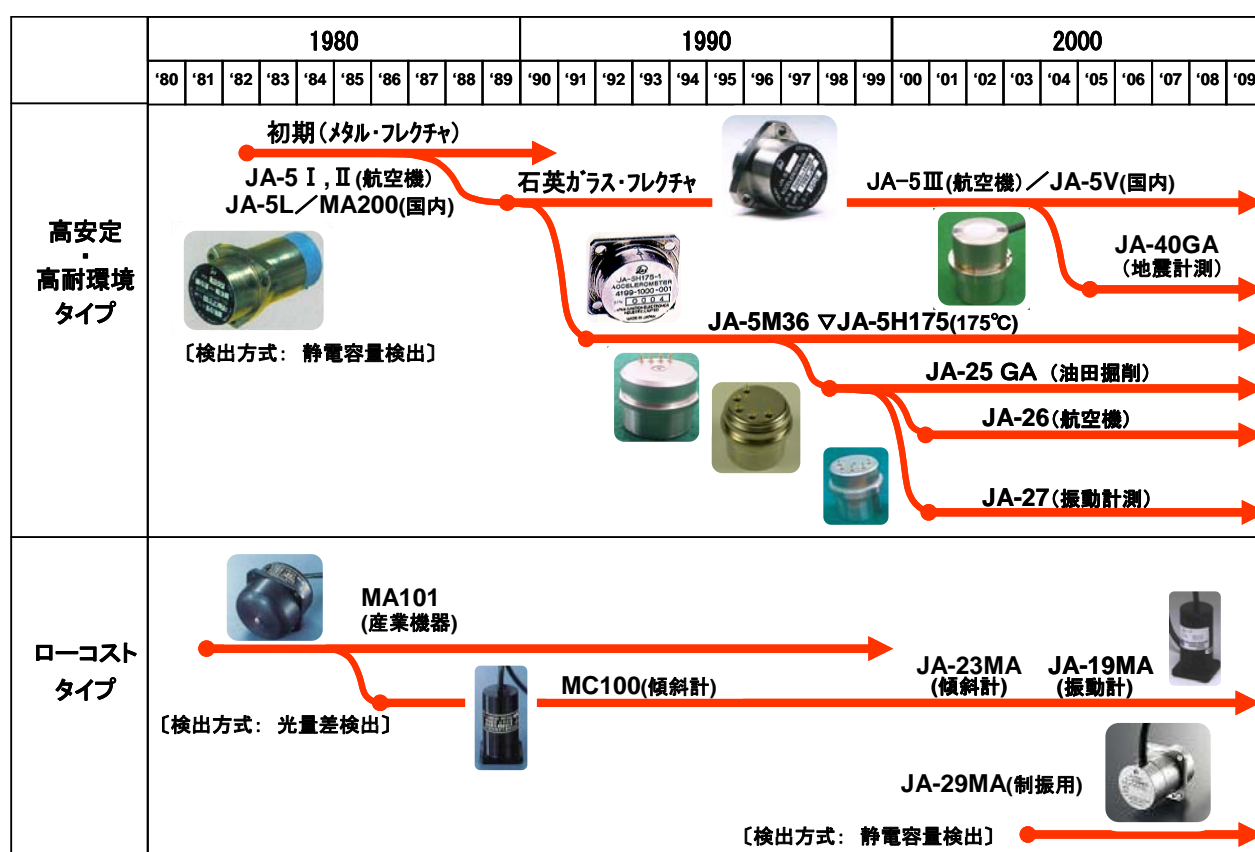 1980
1990
2000
‘80 ‘81 ‘82 ‘83 ‘84 ‘85 ‘86 ‘87 ‘88 ‘89 ‘90 ‘91 ‘92 ‘93 ‘94 ‘95 ‘96 ‘97 ‘98 ‘99 ‘00 ‘01 ‘02 ‘03 ‘04 ‘05 ‘06 ‘07 ‘08 ‘09
高安定
・
高耐環境
タイプ
初期(メタル・フレクチャ)
JA-5Ⅰ,Ⅱ(航空機)
JA-5L/MA200(国内)
石英ガラス・フレクチャ
JA-5Ⅲ(航空機)/JA-5V(国内)
JA-40GA
(地震計測)
JA-5H175-1
ACCELEROMETER
4199-1000-001
0004
JA-5M36 ▽JA-5H175(175℃)
〔検出方式: 静電容量検出〕
JA-25 GA (油田掘削)
JA-26(航空機)
JA-27(振動計測)
ローコスト
タイプ
MA101
(産業機器)
MC100(傾斜計)
JA-23MA
(傾斜計)
JA-19MA
(振動計)
〔検出方式: 光量差検出〕
JA-29MA(制振用)
〔検出方式: 静電容量検出〕